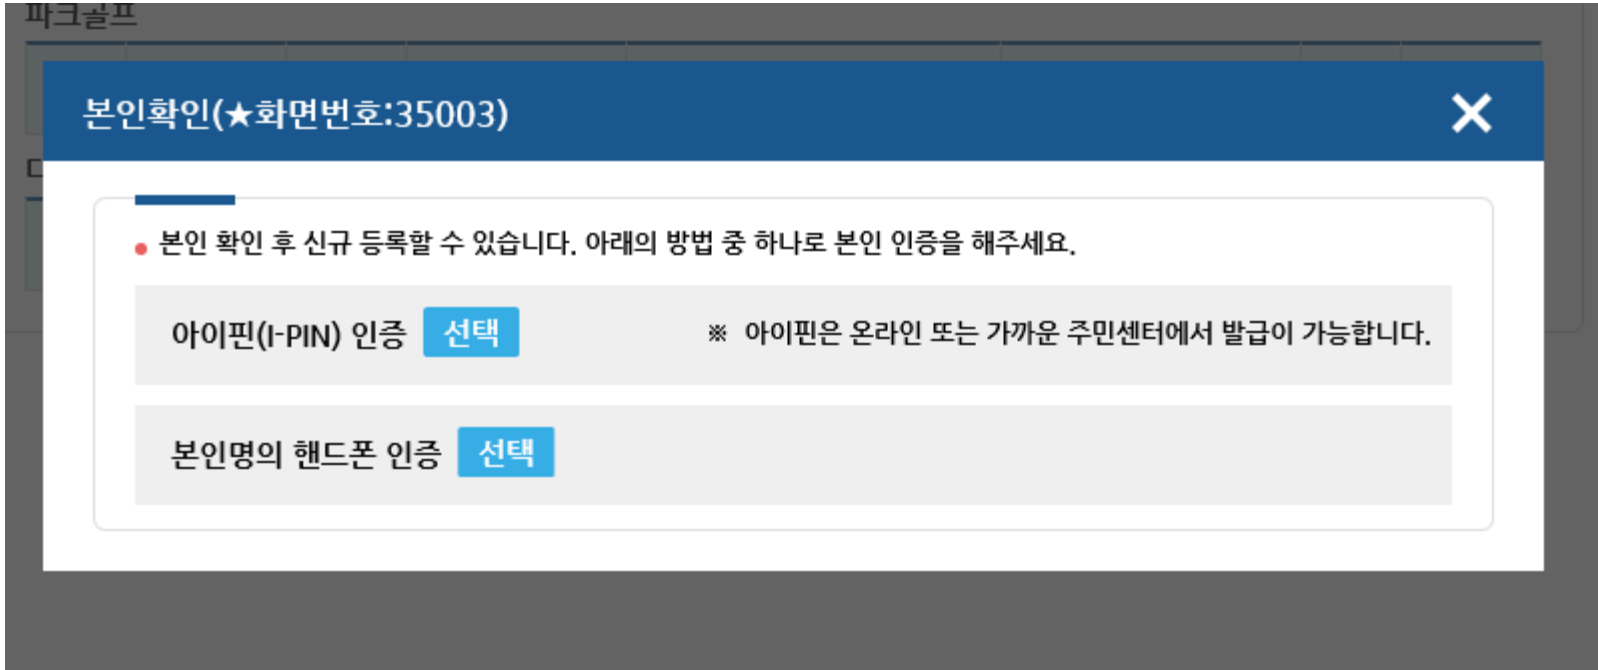 파크골프
본인확인(★화면번호:35003)
본인 확인 후 신규 등록할 수 있습니다. 아래의 방법 중 하나로 본인 인증을 해주세요.
아이핀(I-PIN) 인증 선택 ※ 아이핀은 온라인 또는 가까운 주민센터에서 발급이 가능합니다.
본인명의 핸드폰 인증 선택